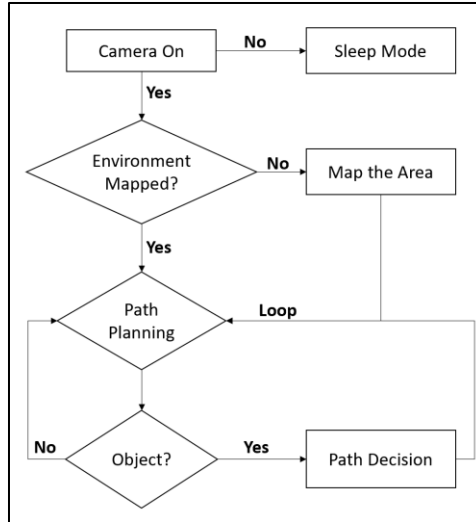 Camera On
No
Sleep Mode
Yes
Environment
Mapped?
No
Map the Area
Yes
Path
Planning
Loop
No
Object?
Yes
Path Decision